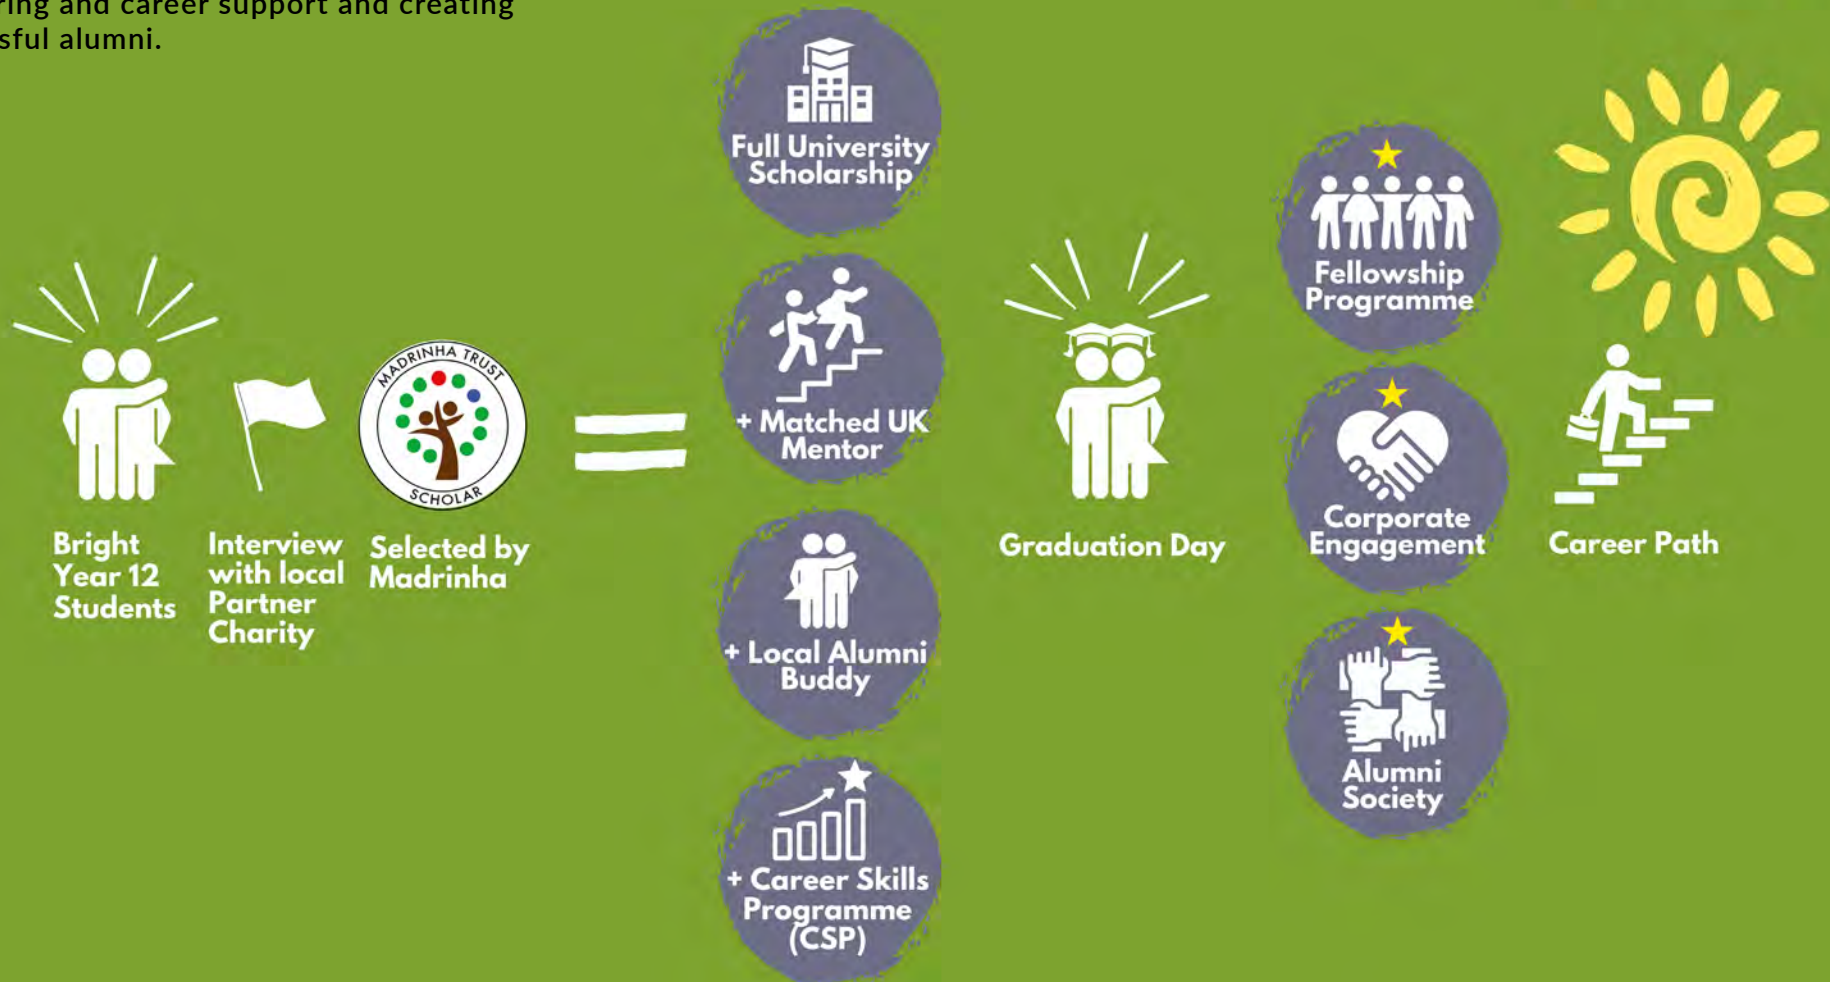 and career support and creating
alumni.
Bright
Year 12
Students
Interview
with local
Partner
Charity
MADRINHA TRUST
SCHOLAR
Selected by
Madrinha
Full University
Scholarship
+ Matched UK
Mentor
+ Local Alumni
Buddy
+ Career Skills
Programme
(CSP)
Graduation Day
Fellowship
Programme
Corporate
Engagement
Alumni
Society
Career Path